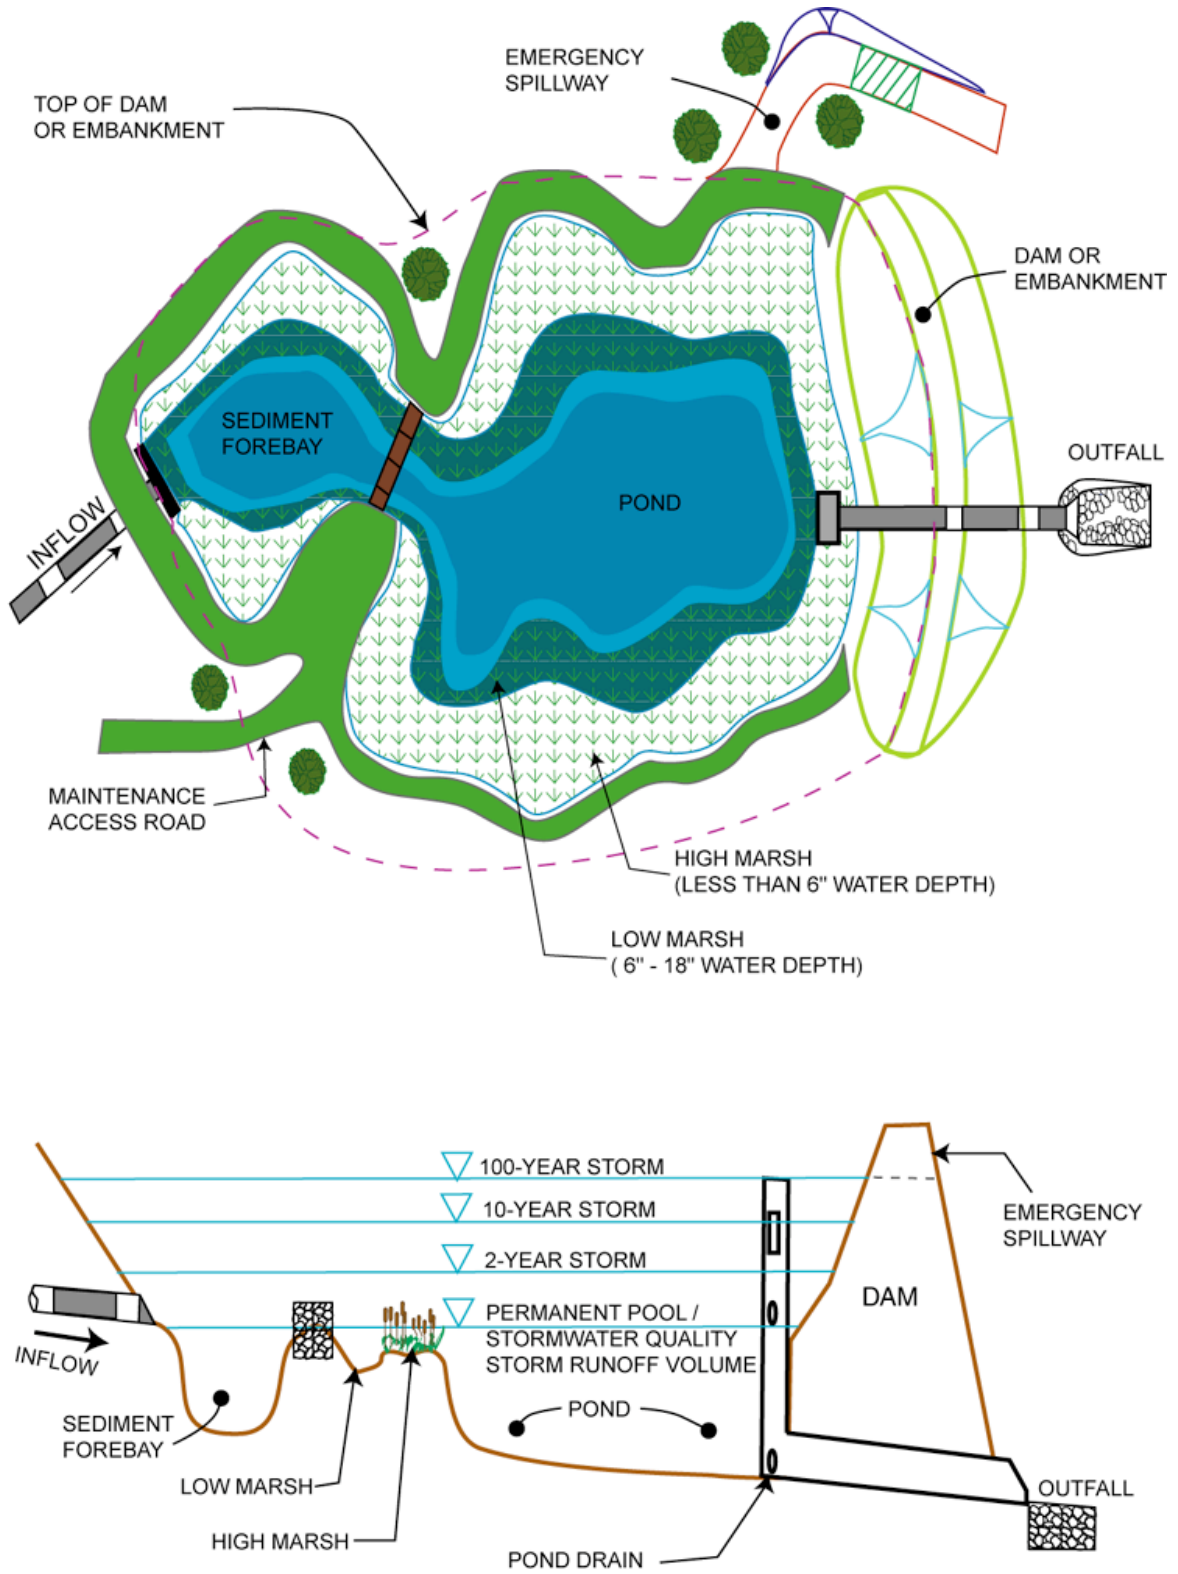 EMERGENCY
SPILLWAY
TOP OF DAM
OR EMBANKMENT
DAM OR
EMBANKMENT
SEDIMENT
FOREBAY
OUTFALL
POND
INFLOW
MAINTENANCE
ACCESS ROAD
HIGH MARSH
(LESS THAN 6" WATER DEPTH)
LOW MARSH
( 6" - 18" WATER DEPTH)
100-YEAR STORM
10-YEAR STORM
EMERGENCY
SPILLWAY
2-YEAR STORM
DAM
PERMANENT POOL /
STORMWATER QUALITY
STORM RUNOFF VOLUME
INFLOW
POND
SEDIMENT
FOREBAY
LOW MARSH
OUTFALL
HIGH MARSH
POND DRAIN